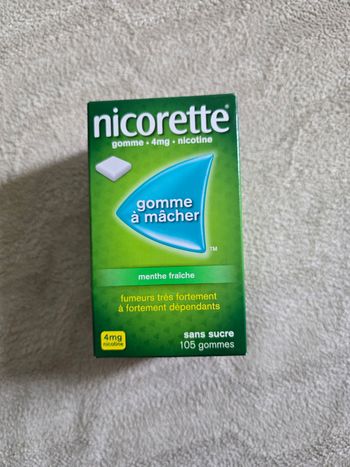 nicorette®
gomme • 4mg • nicotine
gomme
à mâcher
TM
menthe fraîche
fumeurs très fortement
à fortement dépendants
4mg
nicotine
sans sucre
105 gommes